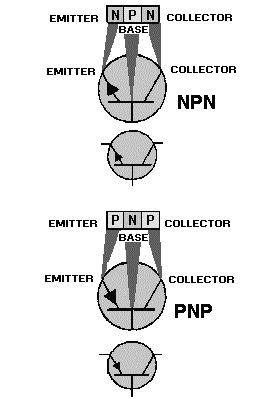 EMITTER N P N COLLECTOR
BASE
EMITTER COLLECTOR
NPN
EMITTER P N P COLLECTOR
BASE
EMITTER COLLECTOR
PNP